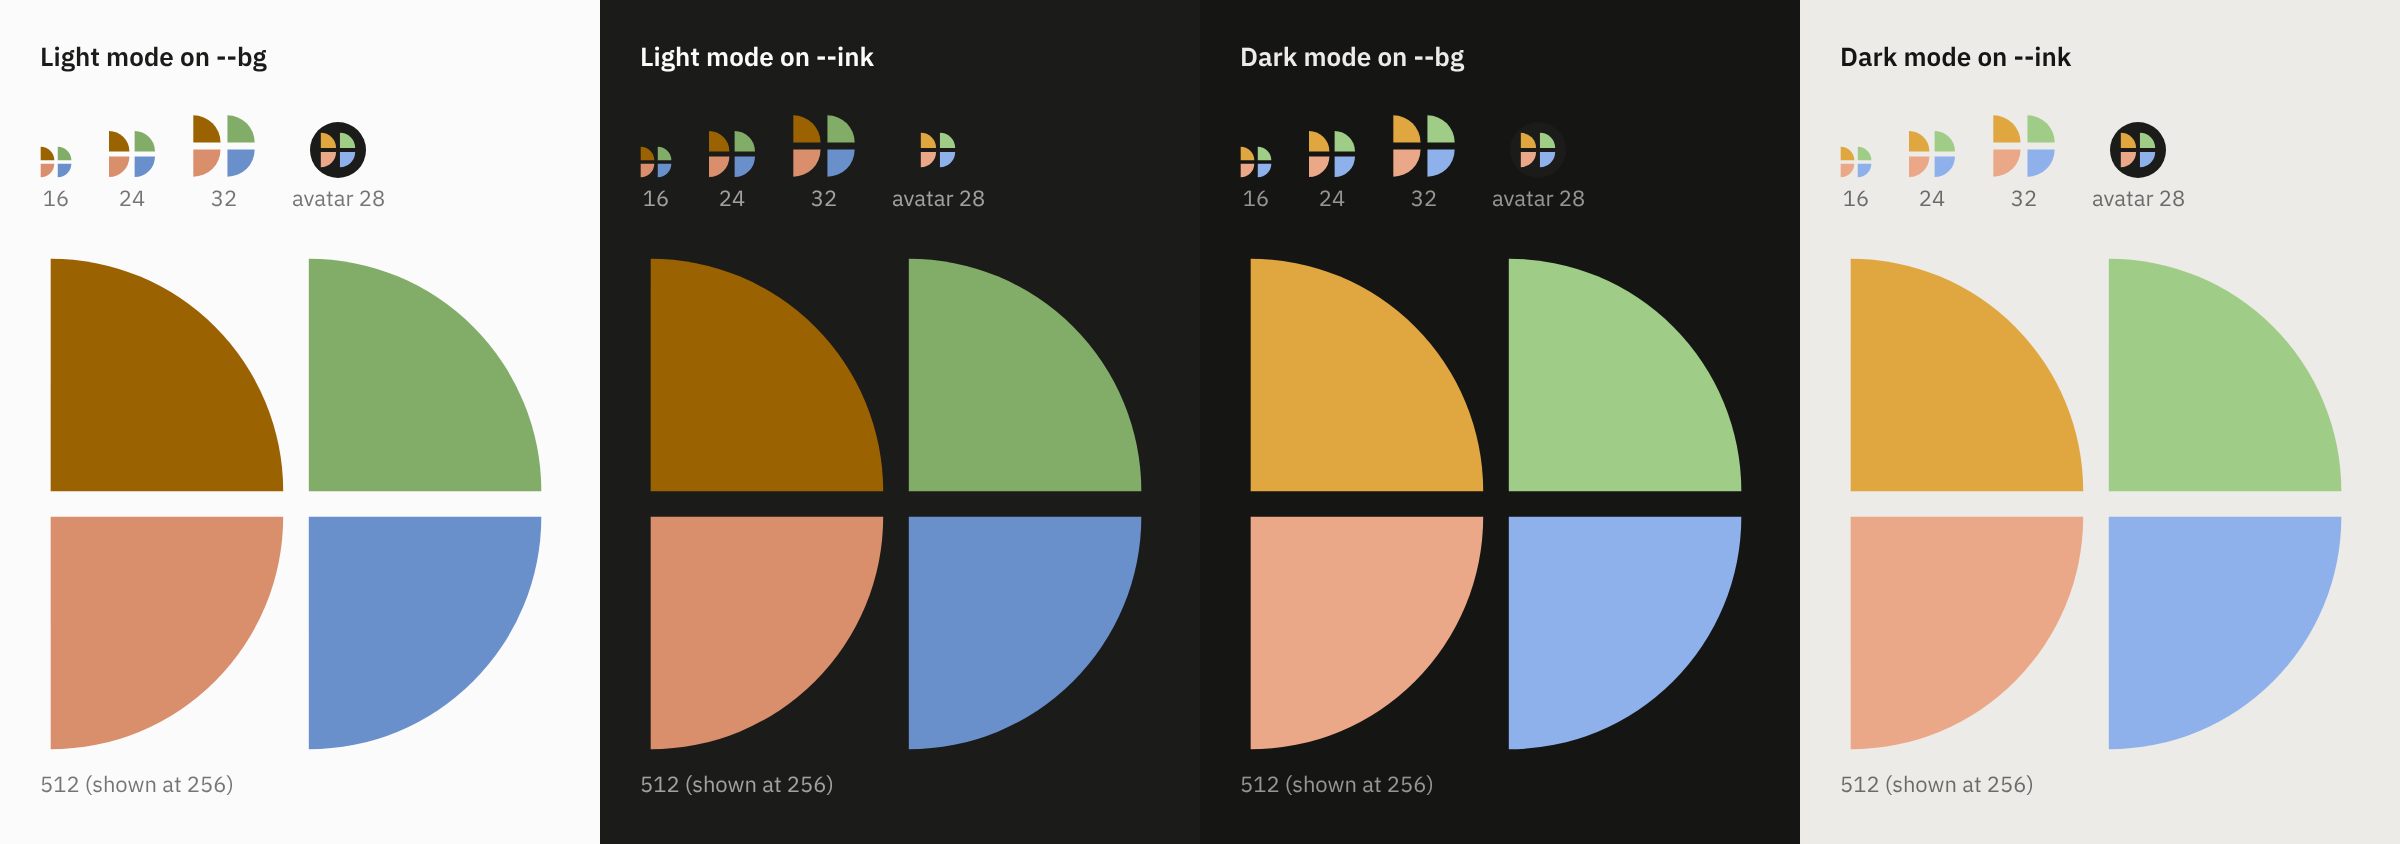 Light mode on --bg
16 24 32 avatar 28
512 (shown at 256)
Light mode on --ink
16 24 32 avatar 28
512 (shown at 256)
Dark mode on --bg
16 24 32 avatar 28
512 (shown at 256)
Dark mode on --ink
16 24 32 avatar 28
512 (shown at 256)